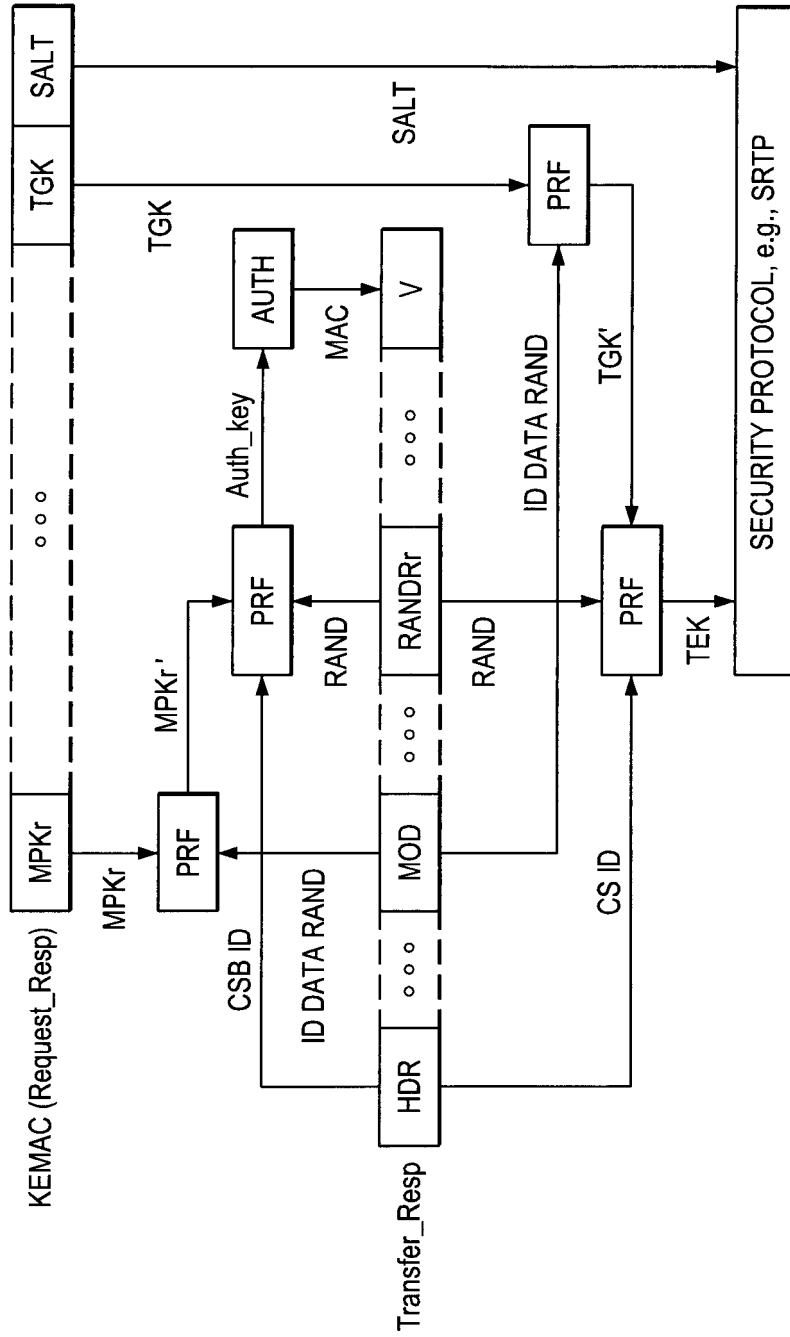 KEMAC (Request_Resp)
MPKr
o o o
TGK
SALT
MPKr
TGK
SALT
PRF
MPKr'
PRF
Auth_key
AUTH
CSB ID
ID DATA RAND
RAND
MAC
Transfer_Resp
HDR
o o o
MOD
o o o
RANDRr
o o o
V
PRF
RAND
ID DATA RAND
CS ID
PRF
TGK'
TEK
SECURITY PROTOCOL, e.g., SRTP